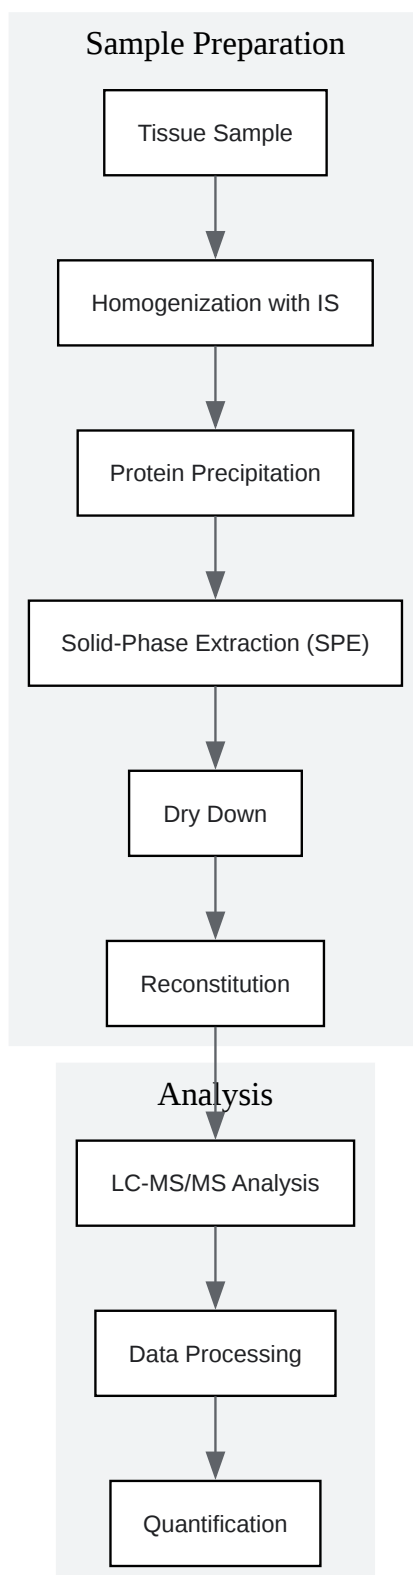 Sample Preparation
Tissue Sample
Homogenization with IS
Protein Precipitation
Solid-Phase Extraction (SPE)
Dry Down
Reconstitution
Analysis
LC-MS/MS Analysis
Data Processing
Quantification